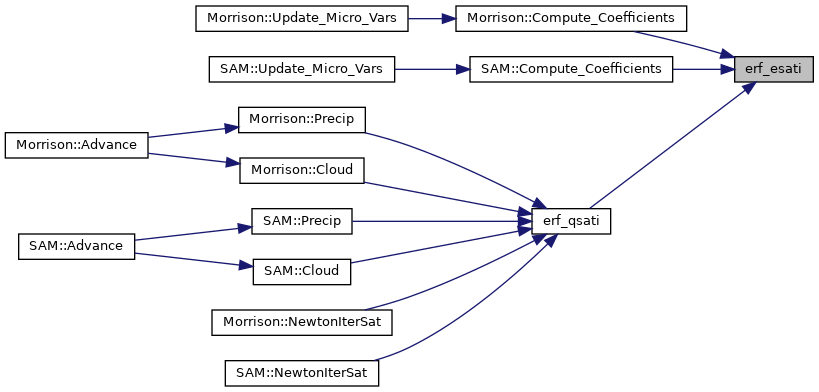 Morrison::Update_Micro_Vars
Morrison::Compute_Coefficients
SAM::Update_Micro_Vars
SAM::Compute_Coefficients
erf_esati
Morrison::Precip
Morrison::Advance
Morrison::Cloud
SAM::Precip
erf_qsati
SAM::Advance
SAM::Cloud
Morrison::NewtonIterSat
SAM::NewtonIterSat